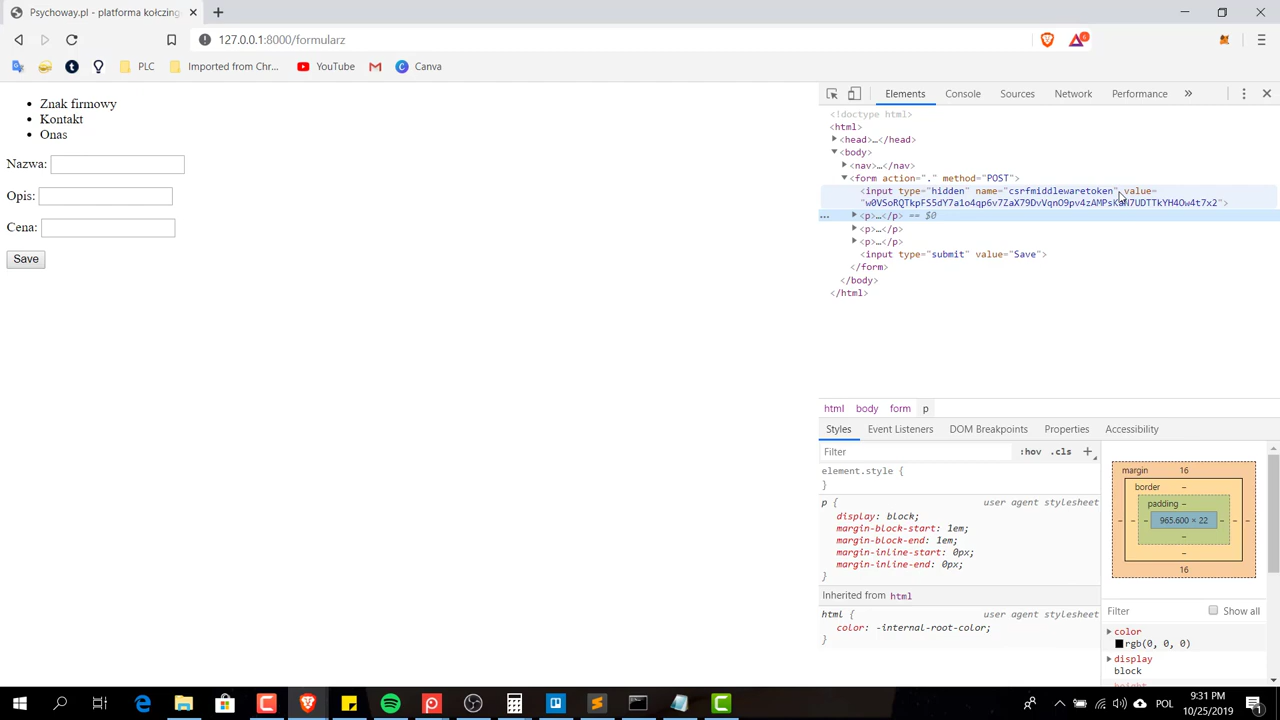 Psychoway.pl - platforma kołczing
127.0.0.1:8000/formularz
6
PLC
Imported from Chr...
YouTube
Canva
Znak firmowy
Kontakt
Onas
Nazwa:
Opis:
Cena:
Save
Elements Console Sources Network Performance »
<!doctype html>
<html>
<head>…</head>
<body>
<nav>…</nav>
<form action="." method="POST">
<input type="hidden" name="csrfmiddlewaretoken" value=
… <p>…</p> == $0
<p>…</p>
<p>…</p>
<input type="submit" value="Save">
</form>
</body>
</html>
html body form p
Styles Event Listeners DOM Breakpoints Properties Accessibility
Filter :hov .cls +
element.style {
}
p { user agent stylesheet
display: block;
margin-block-start: 1em;
margin-block-end: 1em;
margin-inline-start: 0px;
margin-inline-end: 0px;
}
Inherited from html
html { user agent stylesheet
color: -internal-root-color;
}
margin 16
border –
padding –
– – – 965.600 × 22 – – –
–
–
16
Filter Show all
color
rgb(0, 0, 0)
display
block
9:31 PM
POL
10/25/2019
1